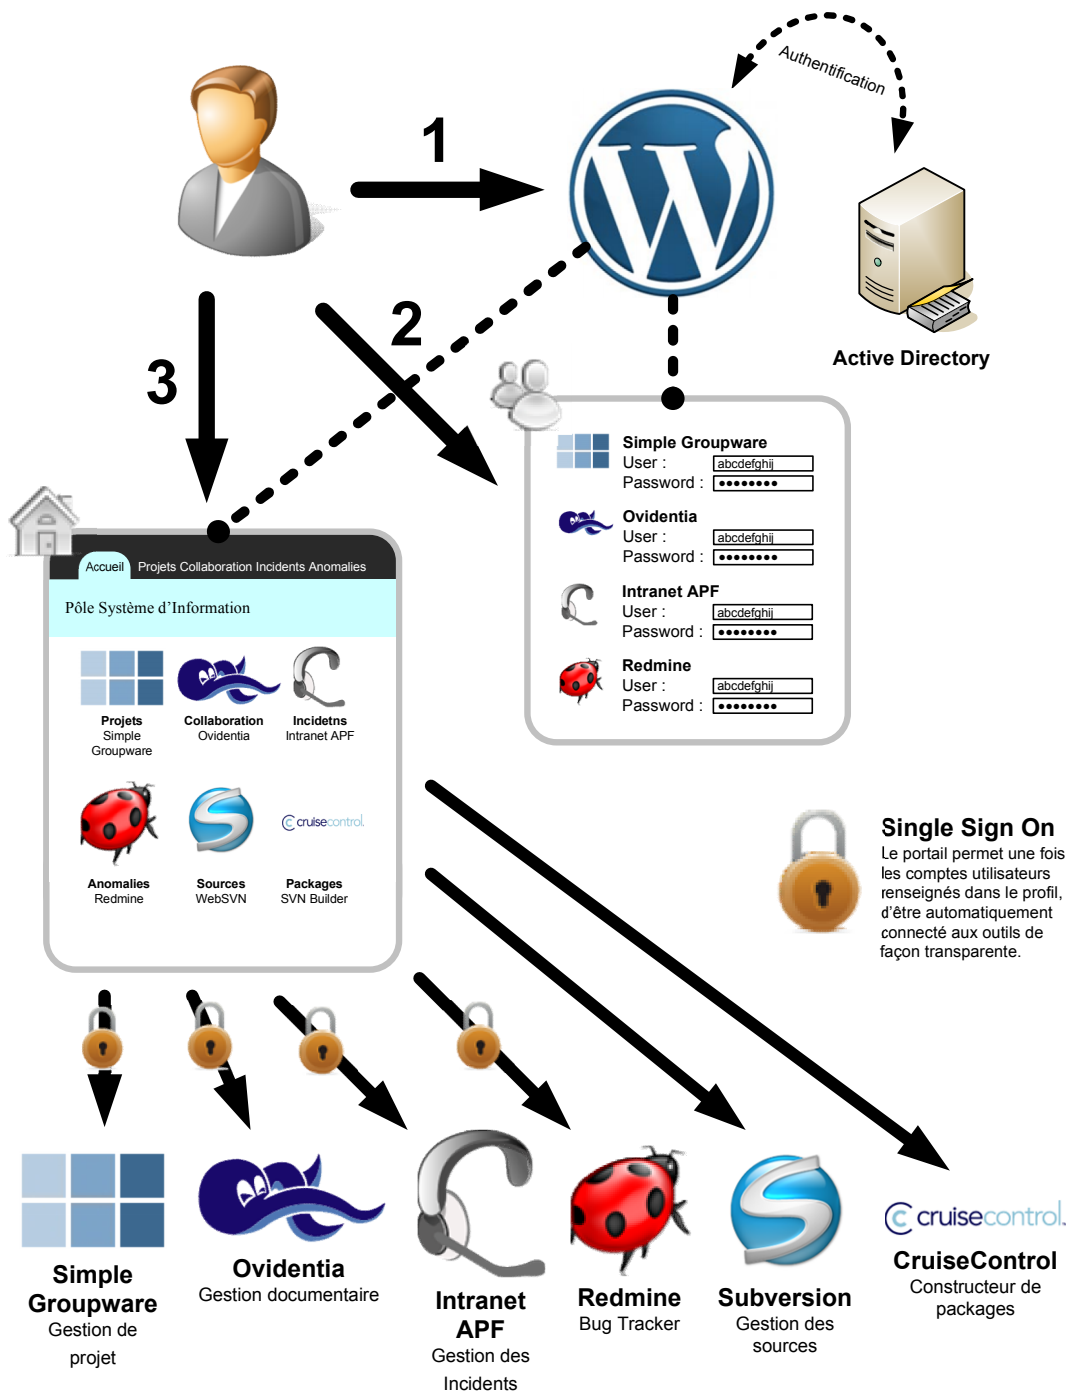 1
Authentification
Active Directory
2
3
Simple Groupware
User :
abcdefghij
Password :
Ovidentia
User :
abcdefghij
Password :
Intranet APF
User :
abcdefghij
Password :
Redmine
User :
abcdefghij
Password :
Accueil Projets Collaboration Incidents Anomalies
Pôle Système d'Information
Projets
Simple
Groupware
Collaboration
Ovidentia
Incidetns
Intranet APF
cruisecontrol.
Anomalies
Redmine
Sources
WebSVN
Packages
SVN Builder
Single Sign On
Le portail permet une fois
les comptes utilisateurs
renseignés dans le profil,
d'être automatiquement
connecté aux outils de
façon transparente.
Simple
Groupware
Gestion de
projet
Ovidentia
Gestion documentaire
Intranet
APF
Gestion des
Incidents
Redmine
Bug Tracker
Subversion
Gestion des
sources
cruisecontrol.
CruiseControl
Constructeur de
packages